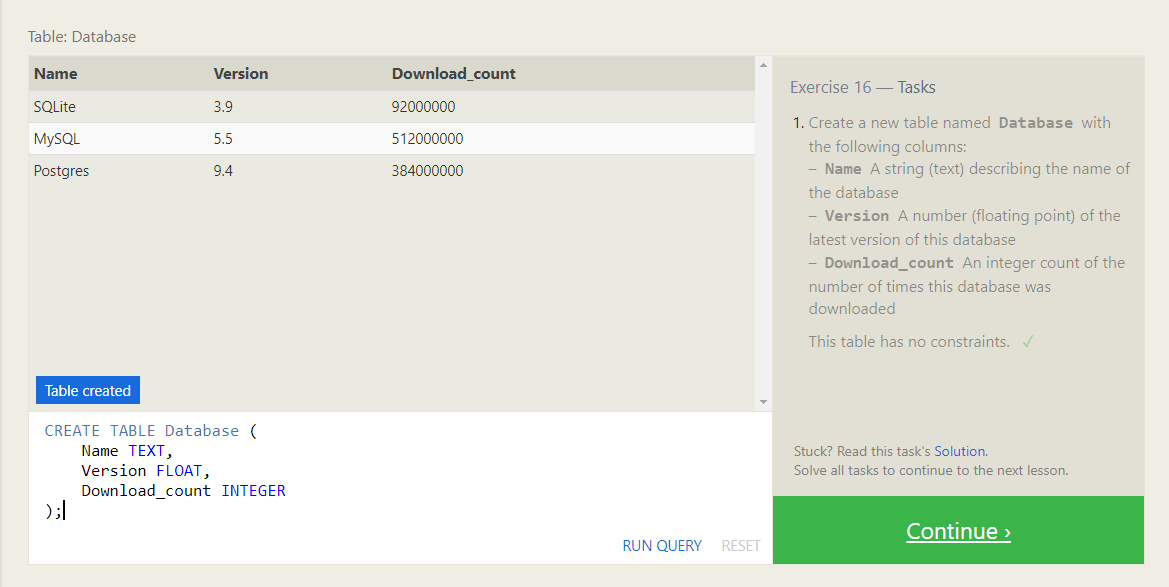 Table: Database
Name Version Download_count
SQLite 3.9 92000000
MySQL 5.5 512000000
Postgres 9.4 384000000
Table created
CREATE TABLE Database (
    Name TEXT,
    Version FLOAT,
    Download_count INTEGER
);
RUN QUERY RESET
Exercise 16 — Tasks
1. Create a new table named Database with
the following columns:
– Name A string (text) describing the name of
the database
– Version A number (floating point) of the
latest version of this database
– Download_count An integer count of the
number of times this database was
downloaded
This table has no constraints. ✓
Stuck? Read this task's Solution.
Solve all tasks to continue to the next lesson.
Continue ›